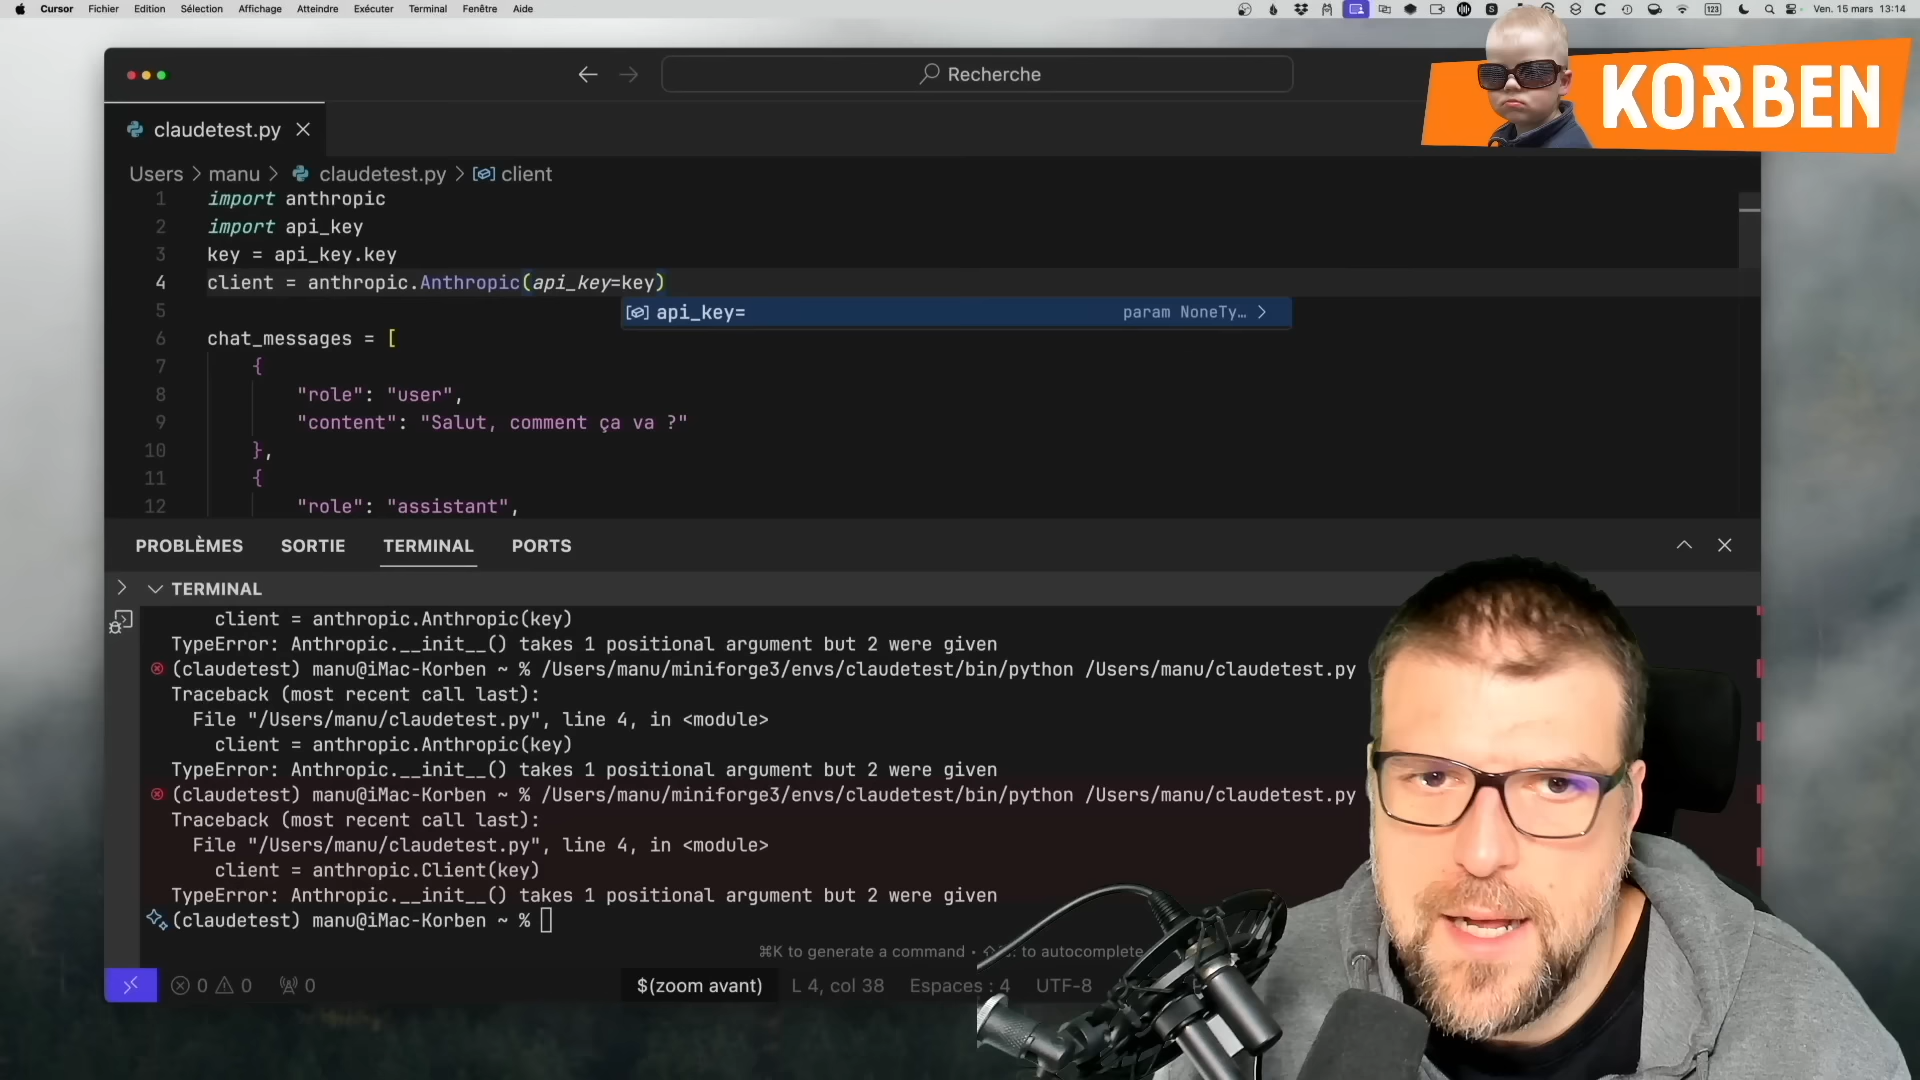 Cursor Fichier Edition Sélection Affichage Atteindre Exécuter Terminal Fenêtre Aide
123 Ven. 15 mars 13:14
KORBEN
Recherche
claudetest.py
Users > manu > claudetest.py > client
1 import anthropic
2 import api_key
3 key = api_key.key
4 client = anthropic.Anthropic(api_key=key)
5
api_key= param NoneTy…
6 chat_messages = [
7 {
8 "role": "user",
9 "content": "Salut, comment ça va ?"
10 },
11 {
12 "role": "assistant",
PROBLÈMES SORTIE TERMINAL PORTS
TERMINAL
client = anthropic.Anthropic(key)
TypeError: Anthropic.__init__() takes 1 positional argument but 2 were given
(claudetest) manu@iMac-Korben ~ % /Users/manu/miniforge3/envs/claudetest/bin/python /Users/manu/claudetest.py
Traceback (most recent call last):
File "/Users/manu/claudetest.py", line 4, in <module>
client = anthropic.Anthropic(key)
TypeError: Anthropic.__init__() takes 1 positional argument but 2 were given
(claudetest) manu@iMac-Korben ~ % /Users/manu/miniforge3/envs/claudetest/bin/python /Users/manu/claudetest.py
Traceback (most recent call last):
File "/Users/manu/claudetest.py", line 4, in <module>
client = anthropic.Client(key)
TypeError: Anthropic.__init__() takes 1 positional argument but 2 were given
(claudetest) manu@iMac-Korben ~ %
⌘K to generate a command • to autocomplete
0 0 0 $(zoom avant) L 4, col 38 Espaces : 4 UTF-8